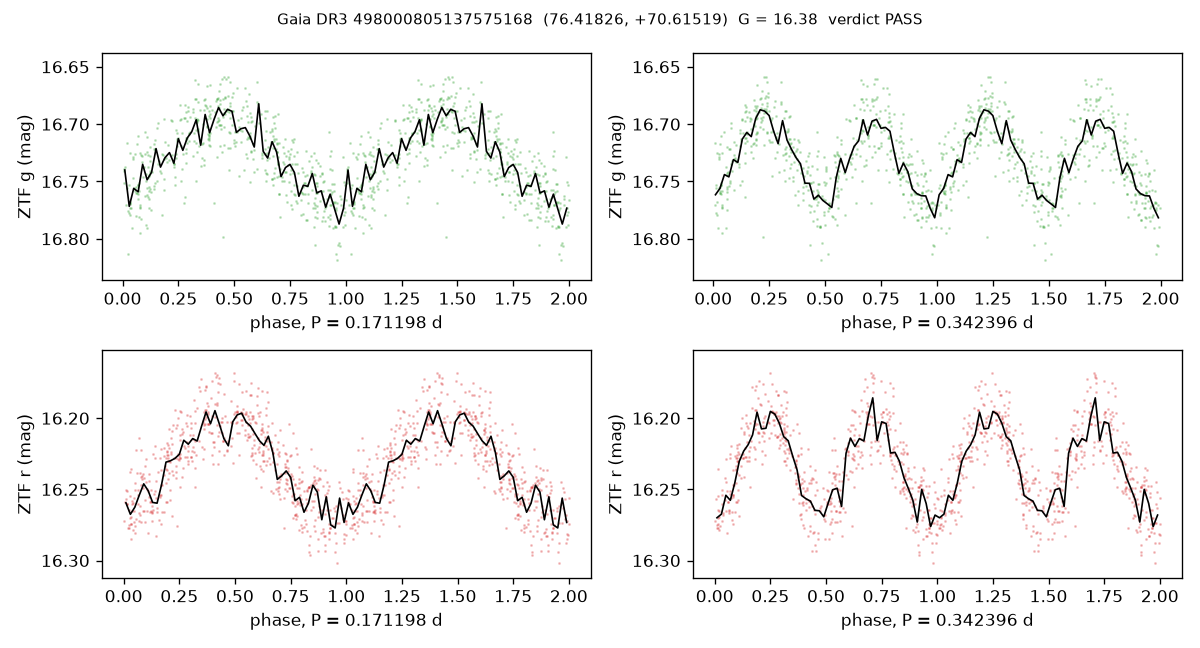 Gaia DR3 498000805137575168 (76.41826, +70.61519) G = 16.38 verdict PASS
ZTF g (mag)
16.65
16.70
16.75
16.80
0.00 0.25 0.50 0.75 1.00 1.25 1.50 1.75 2.00
phase, P = 0.171198 d
ZTF g (mag)
16.65
16.70
16.75
16.80
0.00 0.25 0.50 0.75 1.00 1.25 1.50 1.75 2.00
phase, P = 0.342396 d
ZTF r (mag)
16.20
16.25
16.30
0.00 0.25 0.50 0.75 1.00 1.25 1.50 1.75 2.00
phase, P = 0.171198 d
ZTF r (mag)
16.20
16.25
16.30
0.00 0.25 0.50 0.75 1.00 1.25 1.50 1.75 2.00
phase, P = 0.342396 d